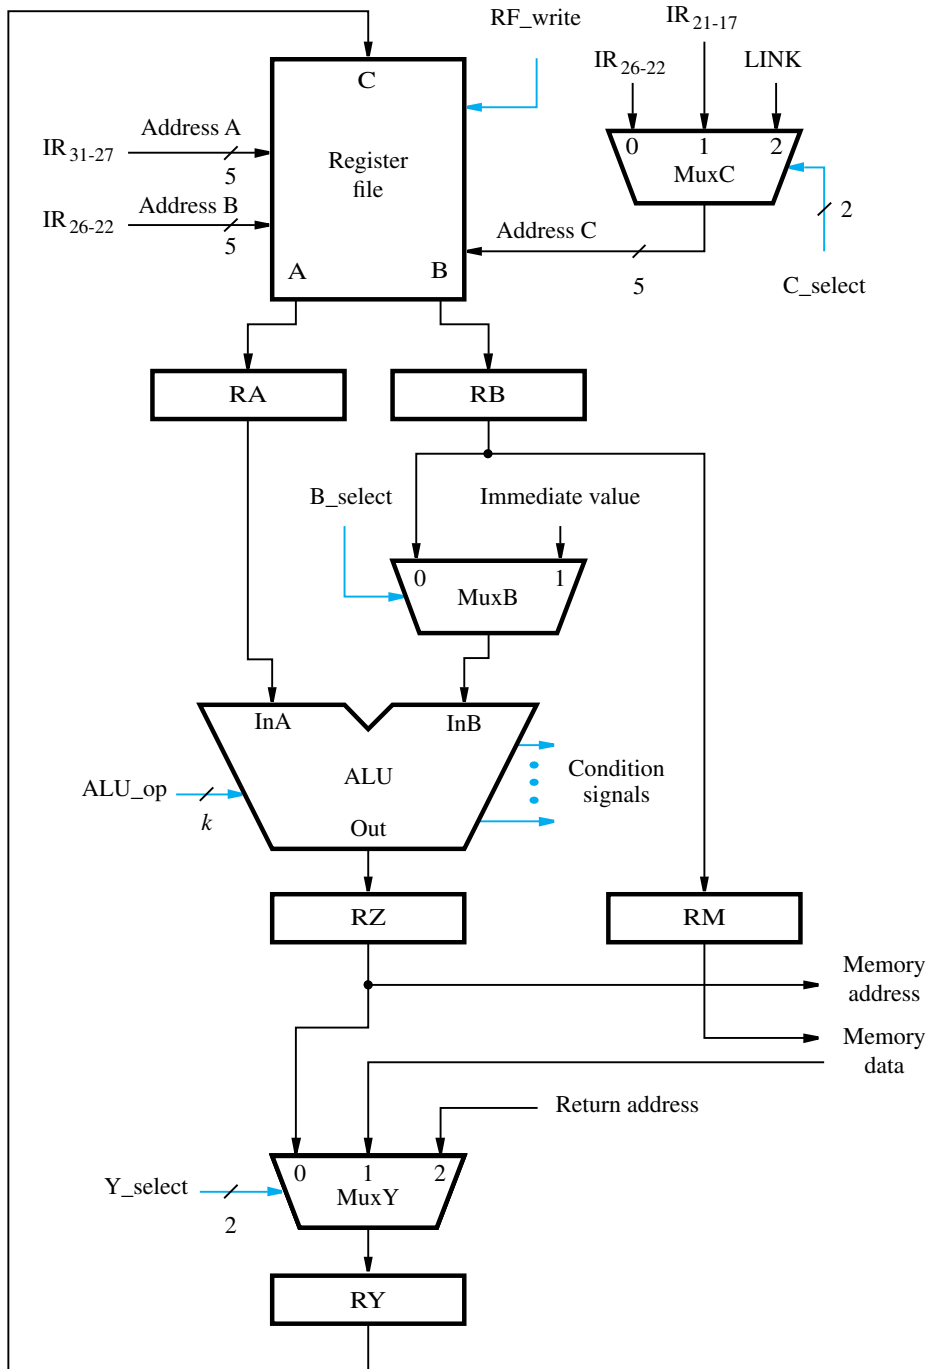 RF_write
IR21-17
IR26-22
LINK
C
0 1 2
MuxC
Address A
IR31-27
5
Register
file
Address B
IR26-22
5
2
Address C
5
C_select
A
B
RA
RB
B_select
Immediate value
0 1
MuxB
InA
InB
ALU
ALU_op
k
Condition
signals
Out
RZ
RM
Memory
address
Memory
data
Return address
0 1 2
MuxY
Y_select
2
RY